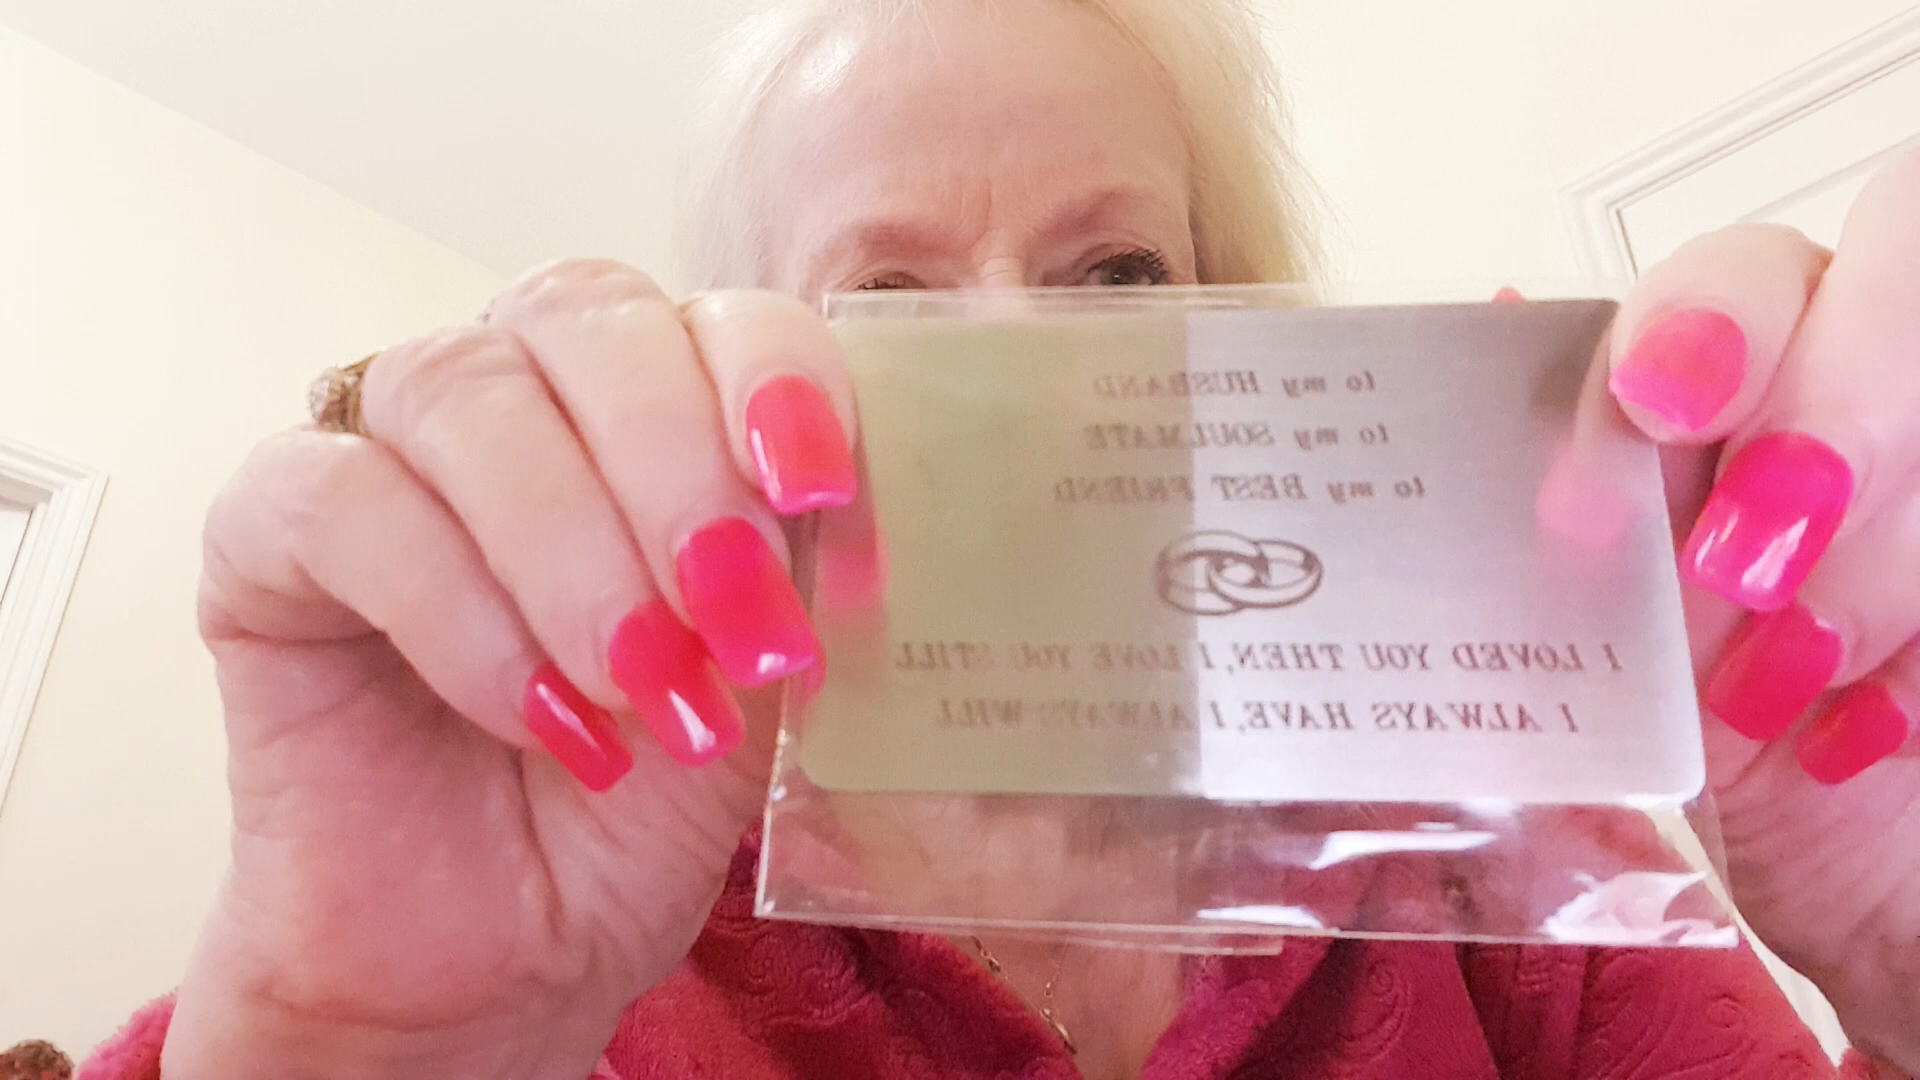 to my HUSBAND
to my SOULMATE
to my BEST FRIEND
I LOVED YOU THEN, I LOVE YOU STILL
I ALWAYS HAVE, I ALWAYS WILL